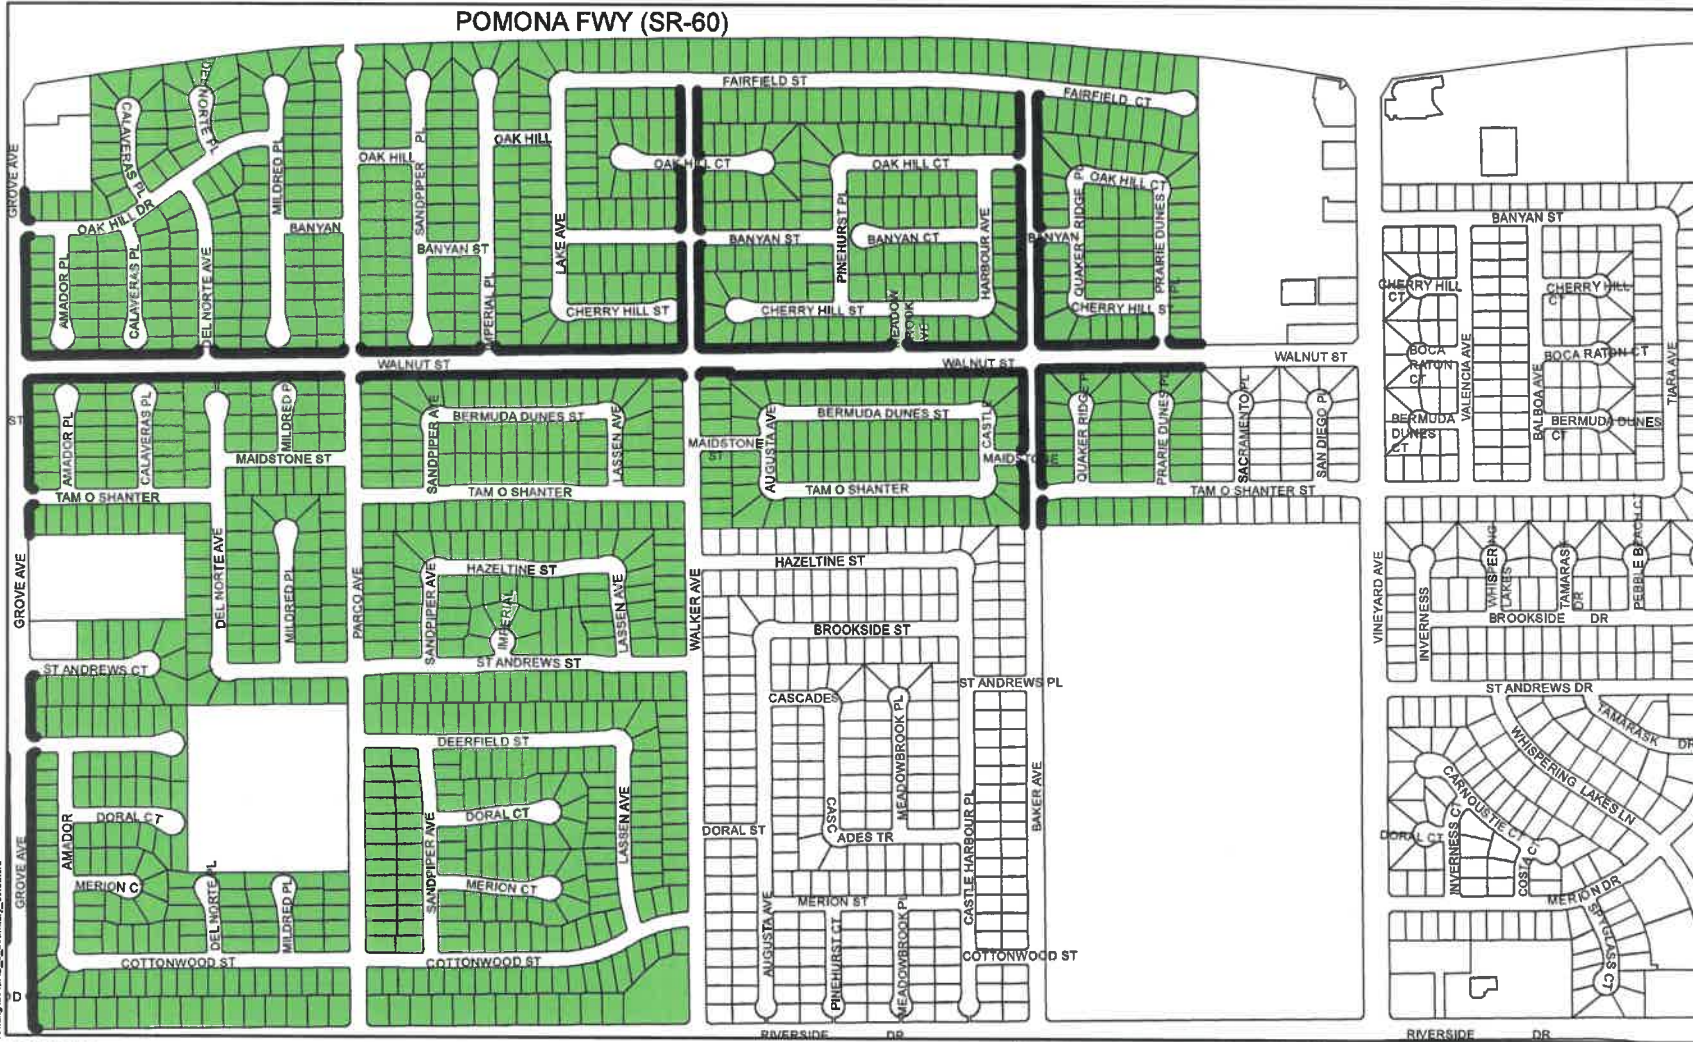 POMONA FWY (SR-60)
FAIRFIELD ST
FAIRFIELD CT
GROVE AVE
CALAVERAS PL
DEL NORTE PL
MILDRED PL
OAK HILL
SANDPIPER PL
OAK HILL
OAK HILL CT
OAK HILL CT
OAK HILL CT
OAK HILL DR
BANYAN
BANYAN ST
LAKE AVE
BANYAN ST
PINEHURST PL
BANYAN CT
HARBOUR AVE
BANYAN
QUAKER RIDGE PL
PRAIRIE DUNES PL
BANYAN ST
AMADOR PL
CALAVERAS PL
DEL NORTE AVE
IMPERIAL PL
CHERRY HILL ST
CHERRY HILL ST
MEADOW
BROOK
AVE
CHERRY HILL ST
CHERRY HILL
CT
CHERRY HILL
CT
WALNUT ST
WALNUT ST
WALNUT ST
BOCA
RATON
CT
VALENCIA AVE
BALBOA AVE
BOCA RATON CT
TIARA AVE
ST
AMADOR PL
CALAVERAS PL
MILDRED P
SANDPIPER AVE
BERMUDA DUNES ST
LASSEN AVE
AUGUSTA AVE
BERMUDA DUNES ST
CASTLE
QUAKER RIDGE
PRARIE DUNES PL
SACRAMENTO PL
SAN DIEGO PL
BERMUDA
DUNES
CT
BERMUDA DUNES
CT
MAIDSTONE ST
MAIDSTONE
ST
MAIDSTONE
TAM O SHANTER
TAM O SHANTER
TAM O SHANTER
TAM O SHANTER ST
GROVE AVE
DEL NORTE AVE
MILDRED PL
PARCO AVE
SANDPIPER AVE
HAZELTINE ST
IMPERIAL
LASSEN AVE
WALKER AVE
HAZELTINE ST
VINEYARD AVE
INVERNESS
WHISPERING
LAKES
TAMARASK
DR
PEBBLE BEACH CT
BROOKSIDE ST
BROOKSIDE DR
ST ANDREWS CT
ST ANDREWS ST
ST ANDREWS PL
ST ANDREWS DR
CASCADES
MEADOWBROOK PL
TAMARASK DR
DEERFIELD ST
WHISPERING LAKES LN
CARNOUSTIE CT
BAKER AVE
AMADOR
DORAL CT
SANDPIPER AVE
DORAL CT
LASSEN AVE
DORAL ST
CASC
ADES TR
CASTLE HARBOUR PL
DORAL CT
INVERNESS CT
COSTA CT
GROVE AVE
MERION C
DEL NORTE PL
MILDRED PL
MERION CT
AUGUSTA AVE
MERION ST
PINEHURST CT
MEADOWBROOK PL
MERION DR
SPYGLASS CT
COTTONWOOD ST
COTTONWOOD ST
COTTONWOOD ST
RIVERSIDE DR
RIVERSIDE DR